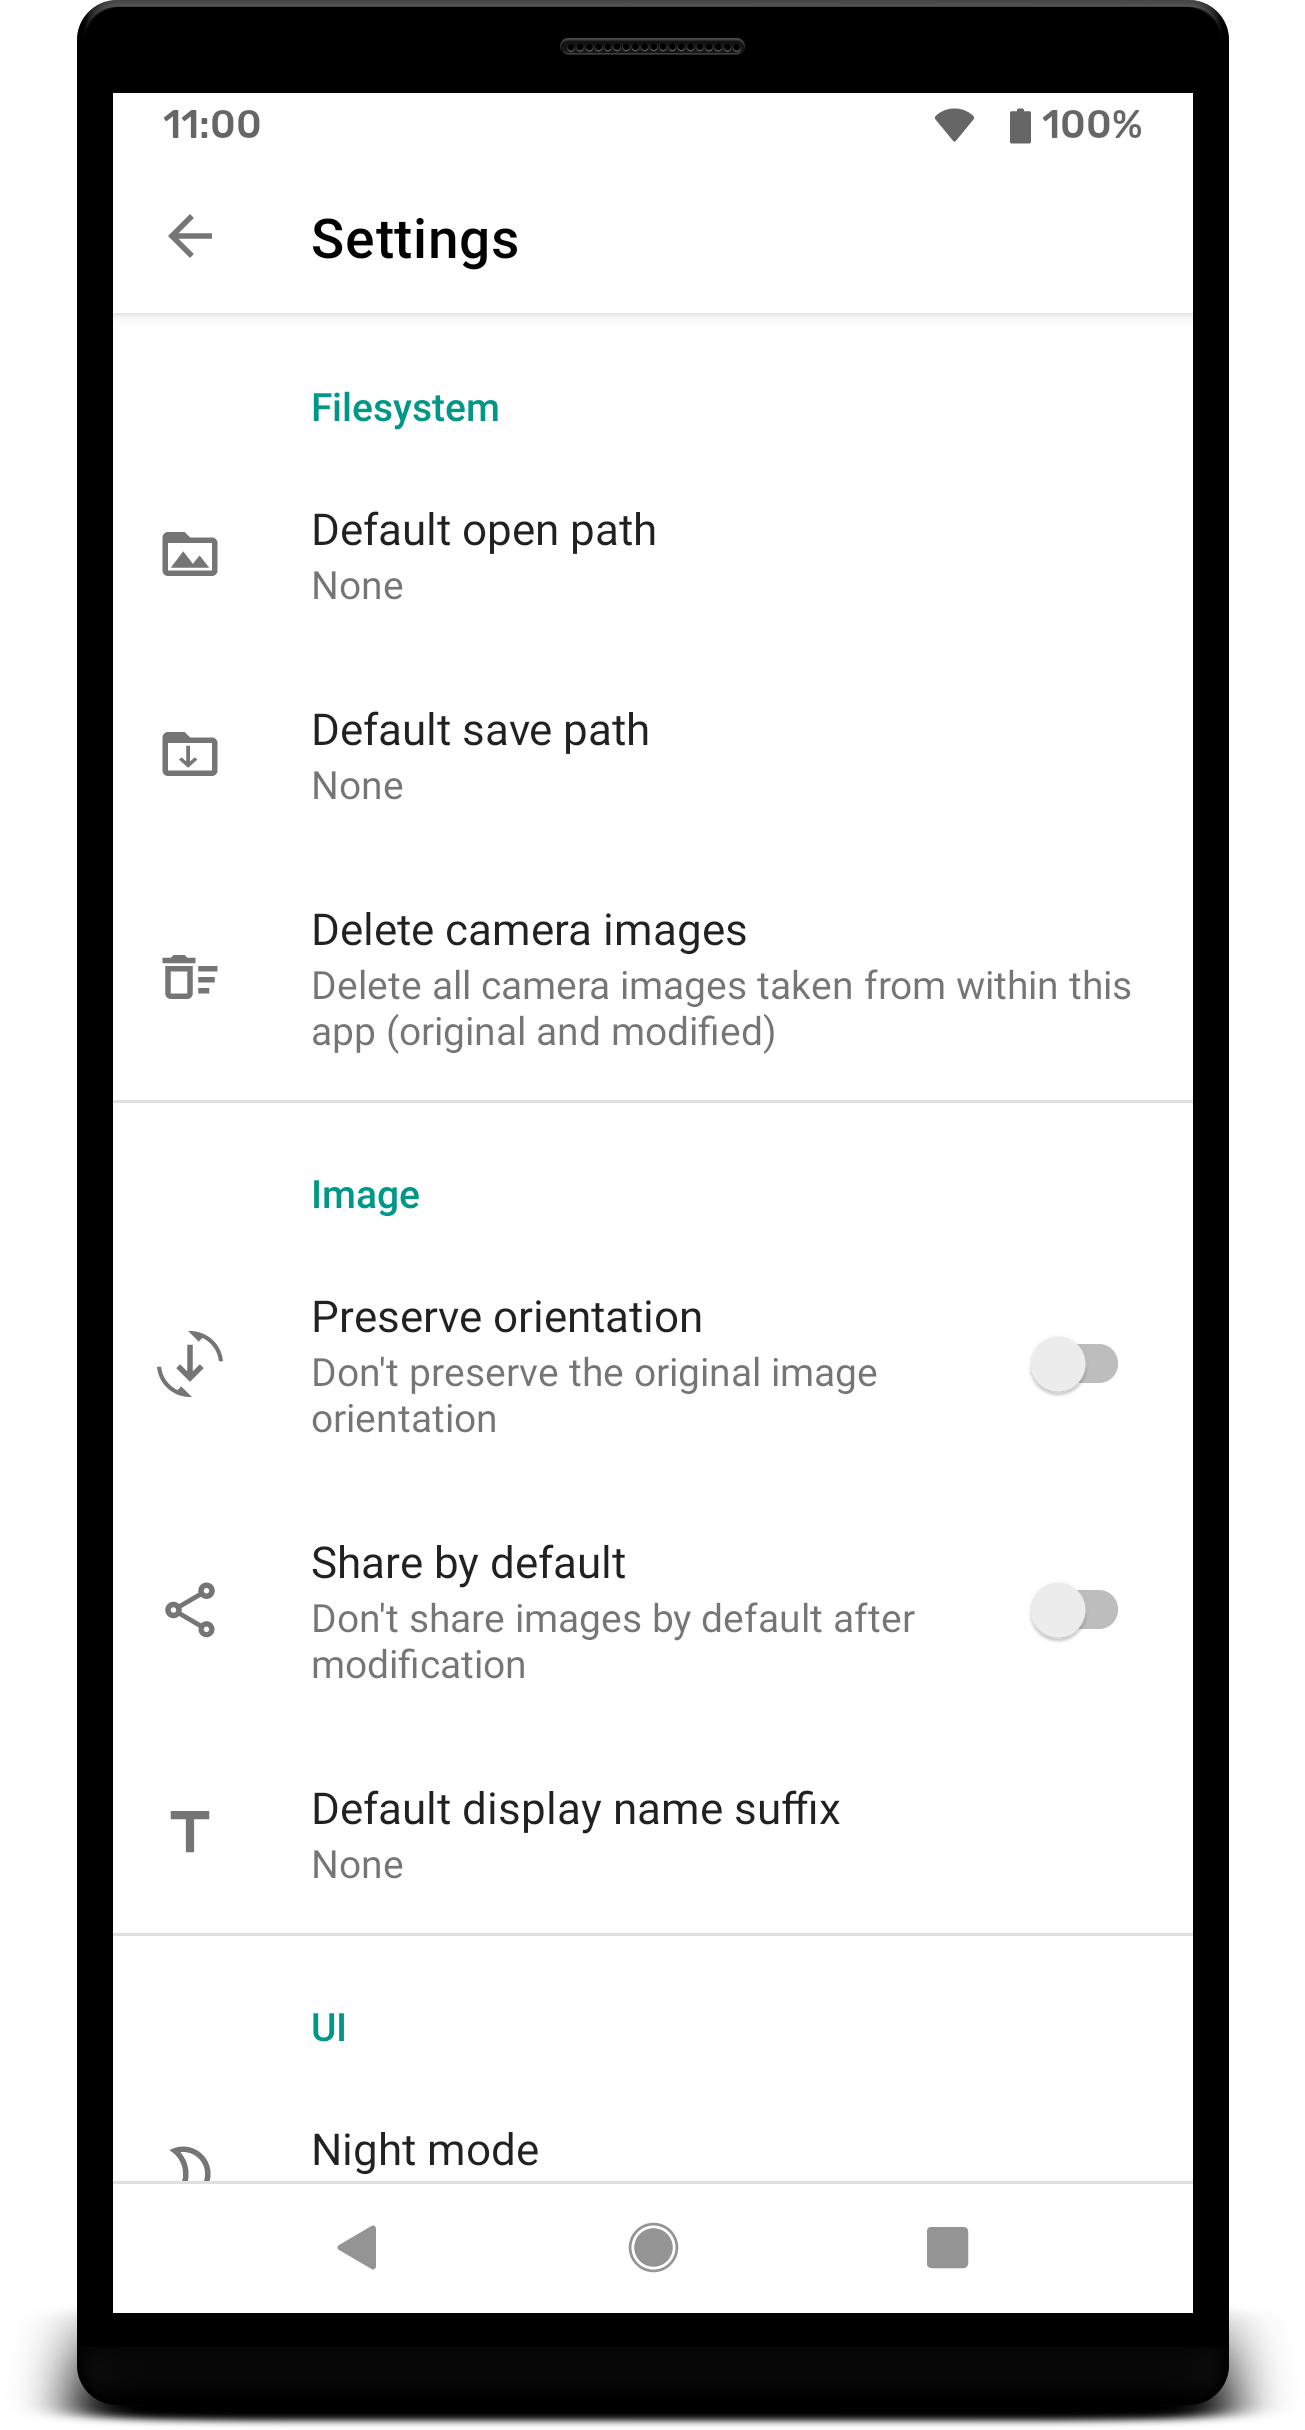 11:00
100%
Settings
Filesystem
Default open path
None
Default save path
None
Delete camera images
Delete all camera images taken from within this
app (original and modified)
Image
Preserve orientation
Don't preserve the original image
orientation
Share by default
Don't share images by default after
modification
Default display name suffix
None
UI
Night mode